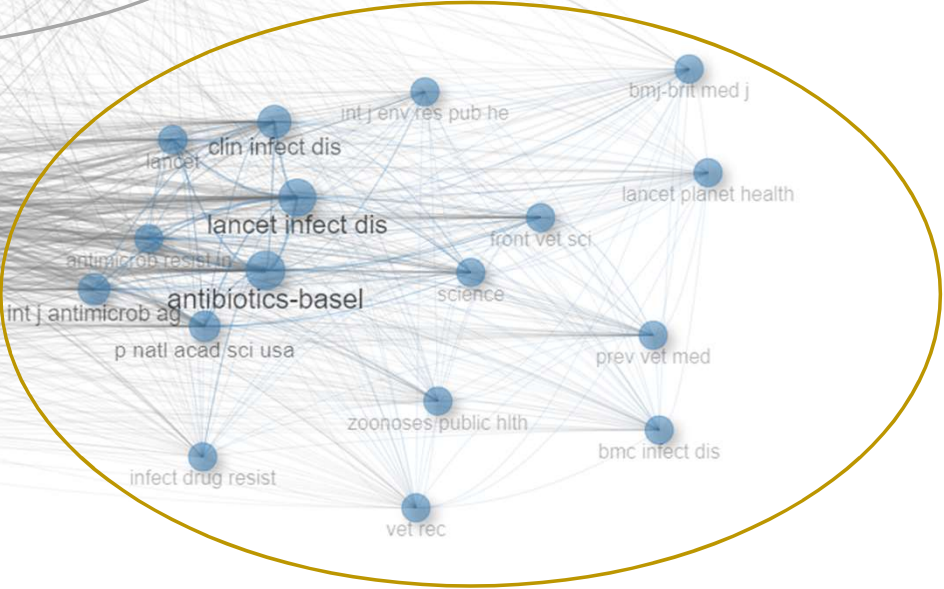 bmj-brit med j
int j env res pub he
clin infect dis
lancet
lancet planet health
lancet infect dis
front vet sci
antimicrob resist in
science
antibiotics-basel
int j antimicrob ag
p natl acad sci usa
prev vet med
zoonoses public hlth
bmc infect dis
infect drug resist
vet rec